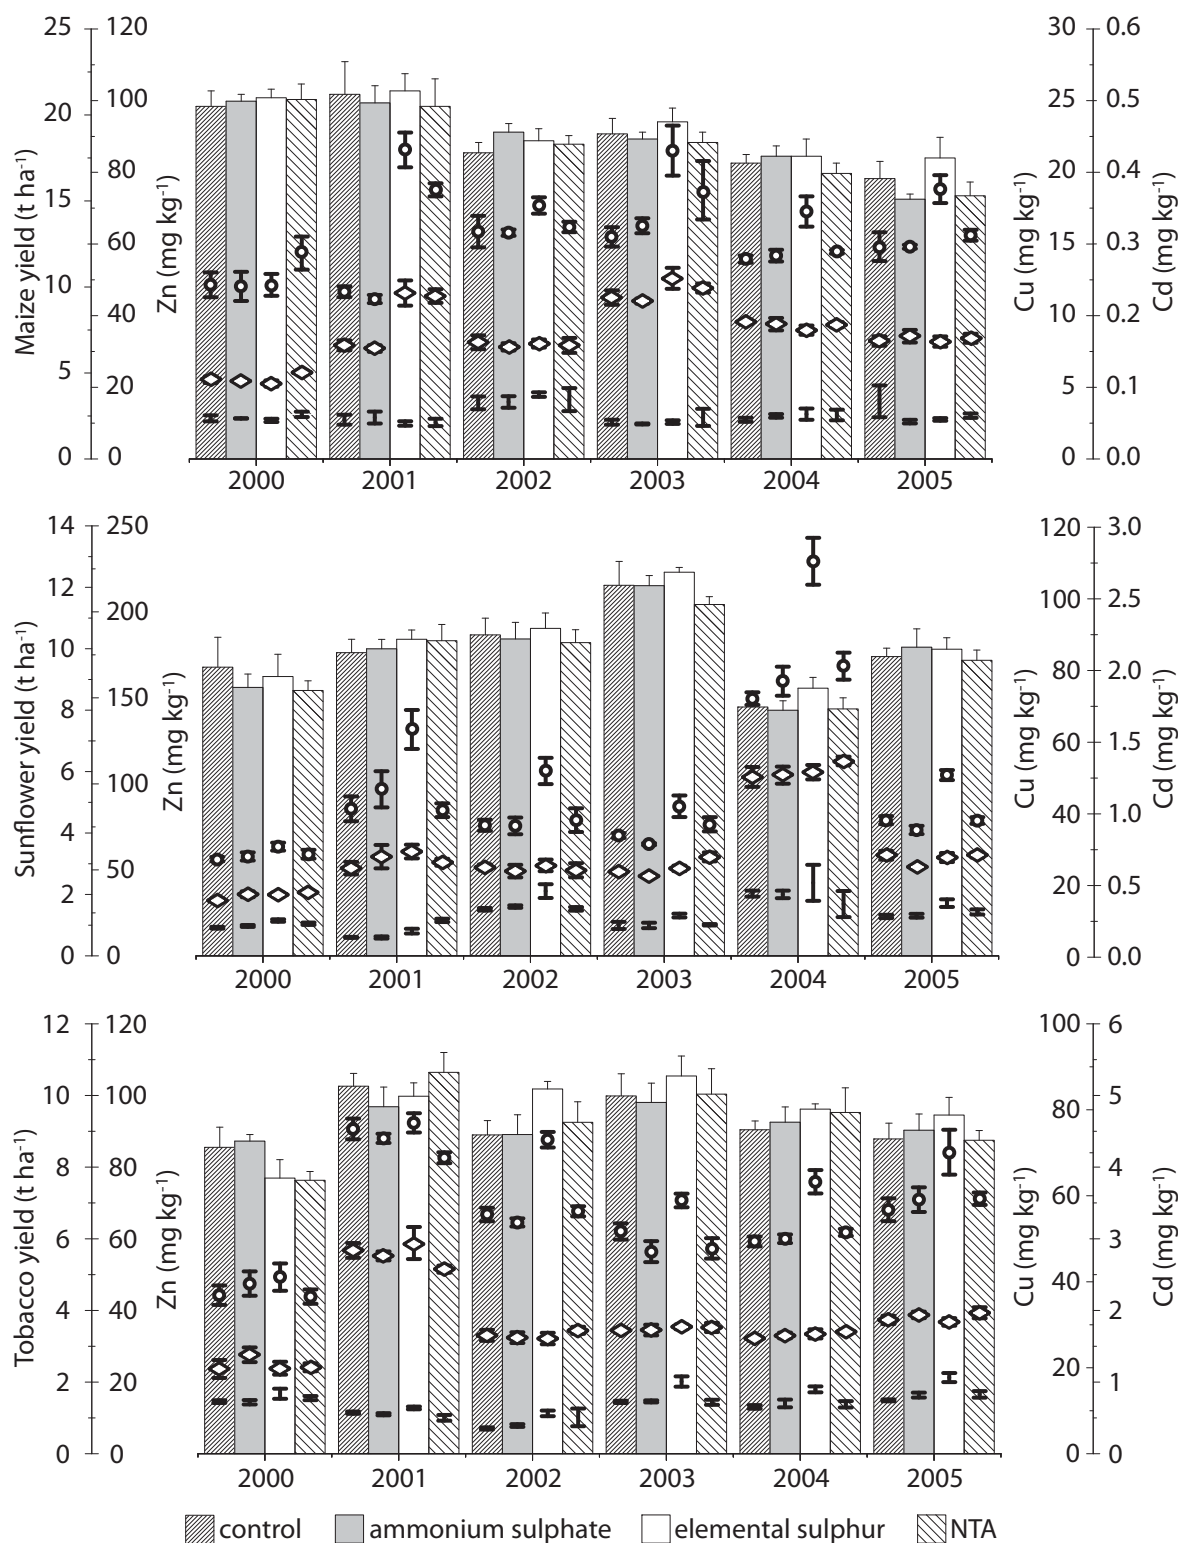 25 120 30 0.6
100 25 0.5
20
80 20 0.4
15
60 15 0.3
10
40 10 0.2
5
20 5 0.1
0 0 0 0.0
Maize yield (t ha-1)
Zn (mg kg-1)
Cu (mg kg-1)
Cd (mg kg-1)
2000 2001 2002 2003 2004 2005
14 250 120 3.0
12
200 100 2.5
10
80 2.0
8 150
60 1.5
6
100
4 40 1.0
50
2 20 0.5
0 0 0 0.0
Sunflower yield (t ha-1)
Zn (mg kg-1)
Cu (mg kg-1)
Cd (mg kg-1)
2000 2001 2002 2003 2004 2005
12 120 100 6
10 100 5
80
8 80 4
60
6 60 3
40
4 40 2
20
2 20 1
0 0 0 0
Tobacco yield (t ha-1)
Zn (mg kg-1)
Cu (mg kg-1)
Cd (mg kg-1)
2000 2001 2002 2003 2004 2005
control ammonium sulphate elemental sulphur NTA